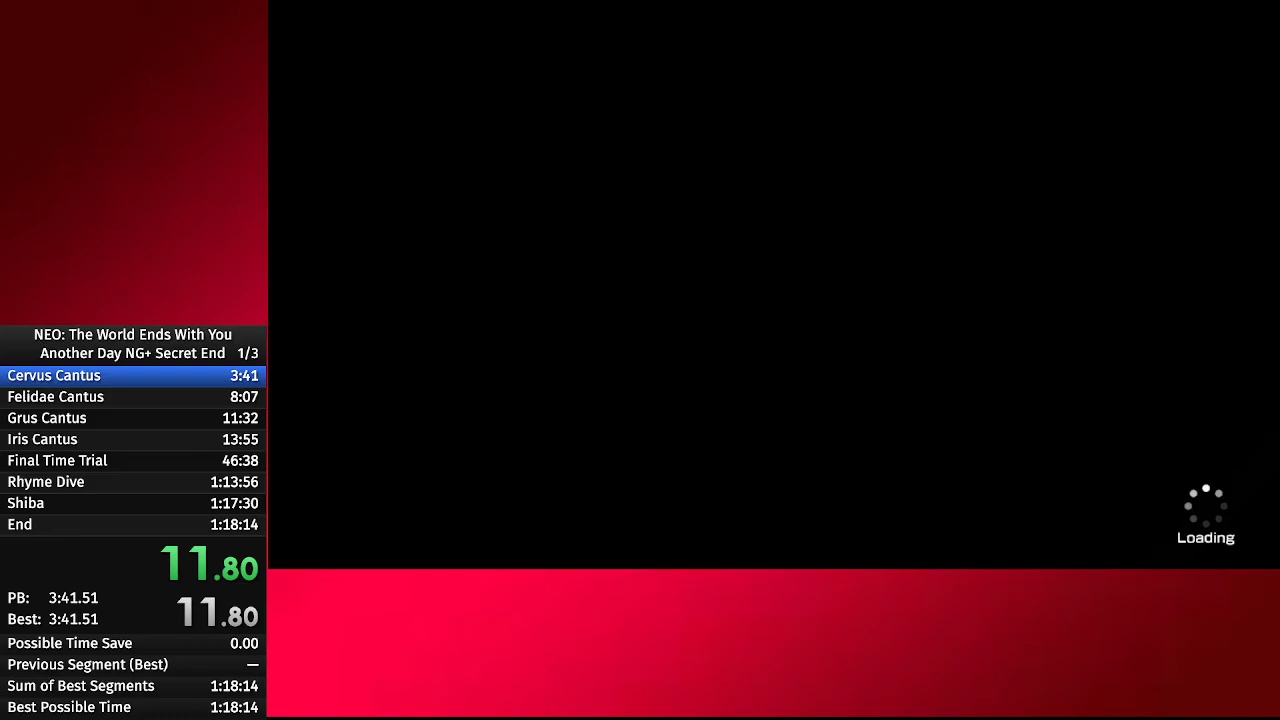 NEO: The World Ends With You
Another Day NG+ Secret End 1/3
Cervus Cantus 3:41
Felidae Cantus 8:07
Grus Cantus 11:32
Iris Cantus 13:55
Final Time Trial 46:38
Rhyme Dive 1:13:56
Shiba 1:17:30
End 1:18:14
11.80
PB: 3:41.51
Best: 3:41.51
11.80
Possible Time Save 0.00
Previous Segment (Best) —
Sum of Best Segments 1:18:14
Best Possible Time 1:18:14
Loading